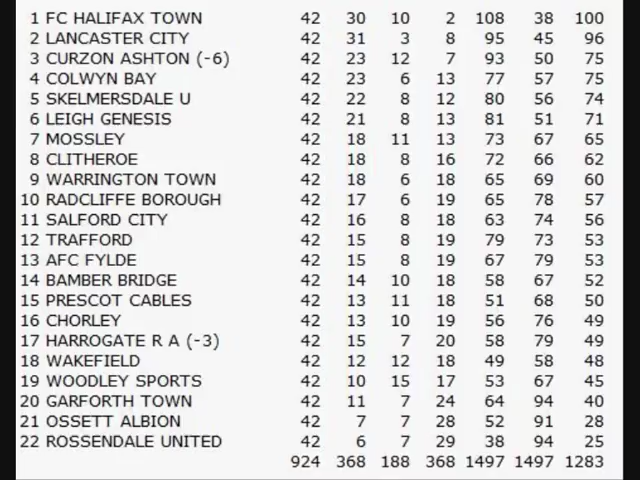 1 FC HALIFAX TOWN 42 30 10 2 108 38 100
2 LANCASTER CITY 42 31 3 8 95 45 96
3 CURZON ASHTON (-6) 42 23 12 7 93 50 75
4 COLWYN BAY 42 23 6 13 77 57 75
5 SKELMERSDALE U 42 22 8 12 80 56 74
6 LEIGH GENESIS 42 21 8 13 81 51 71
7 MOSSLEY 42 18 11 13 73 67 65
8 CLITHEROE 42 18 8 16 72 66 62
9 WARRINGTON TOWN 42 18 6 18 65 69 60
10 RADCLIFFE BOROUGH 42 17 6 19 65 78 57
11 SALFORD CITY 42 16 8 18 63 74 56
12 TRAFFORD 42 15 8 19 79 73 53
13 AFC FYLDE 42 15 8 19 67 79 53
14 BAMBER BRIDGE 42 14 10 18 58 67 52
15 PRESCOT CABLES 42 13 11 18 51 68 50
16 CHORLEY 42 13 10 19 56 76 49
17 HARROGATE R A (-3) 42 15 7 20 58 79 49
18 WAKEFIELD 42 12 12 18 49 58 48
19 WOODLEY SPORTS 42 10 15 17 53 67 45
20 GARFORTH TOWN 42 11 7 24 64 94 40
21 OSSETT ALBION 42 7 7 28 52 91 28
22 ROSSENDALE UNITED 42 6 7 29 38 94 25
924 368 188 368 1497 1497 1283